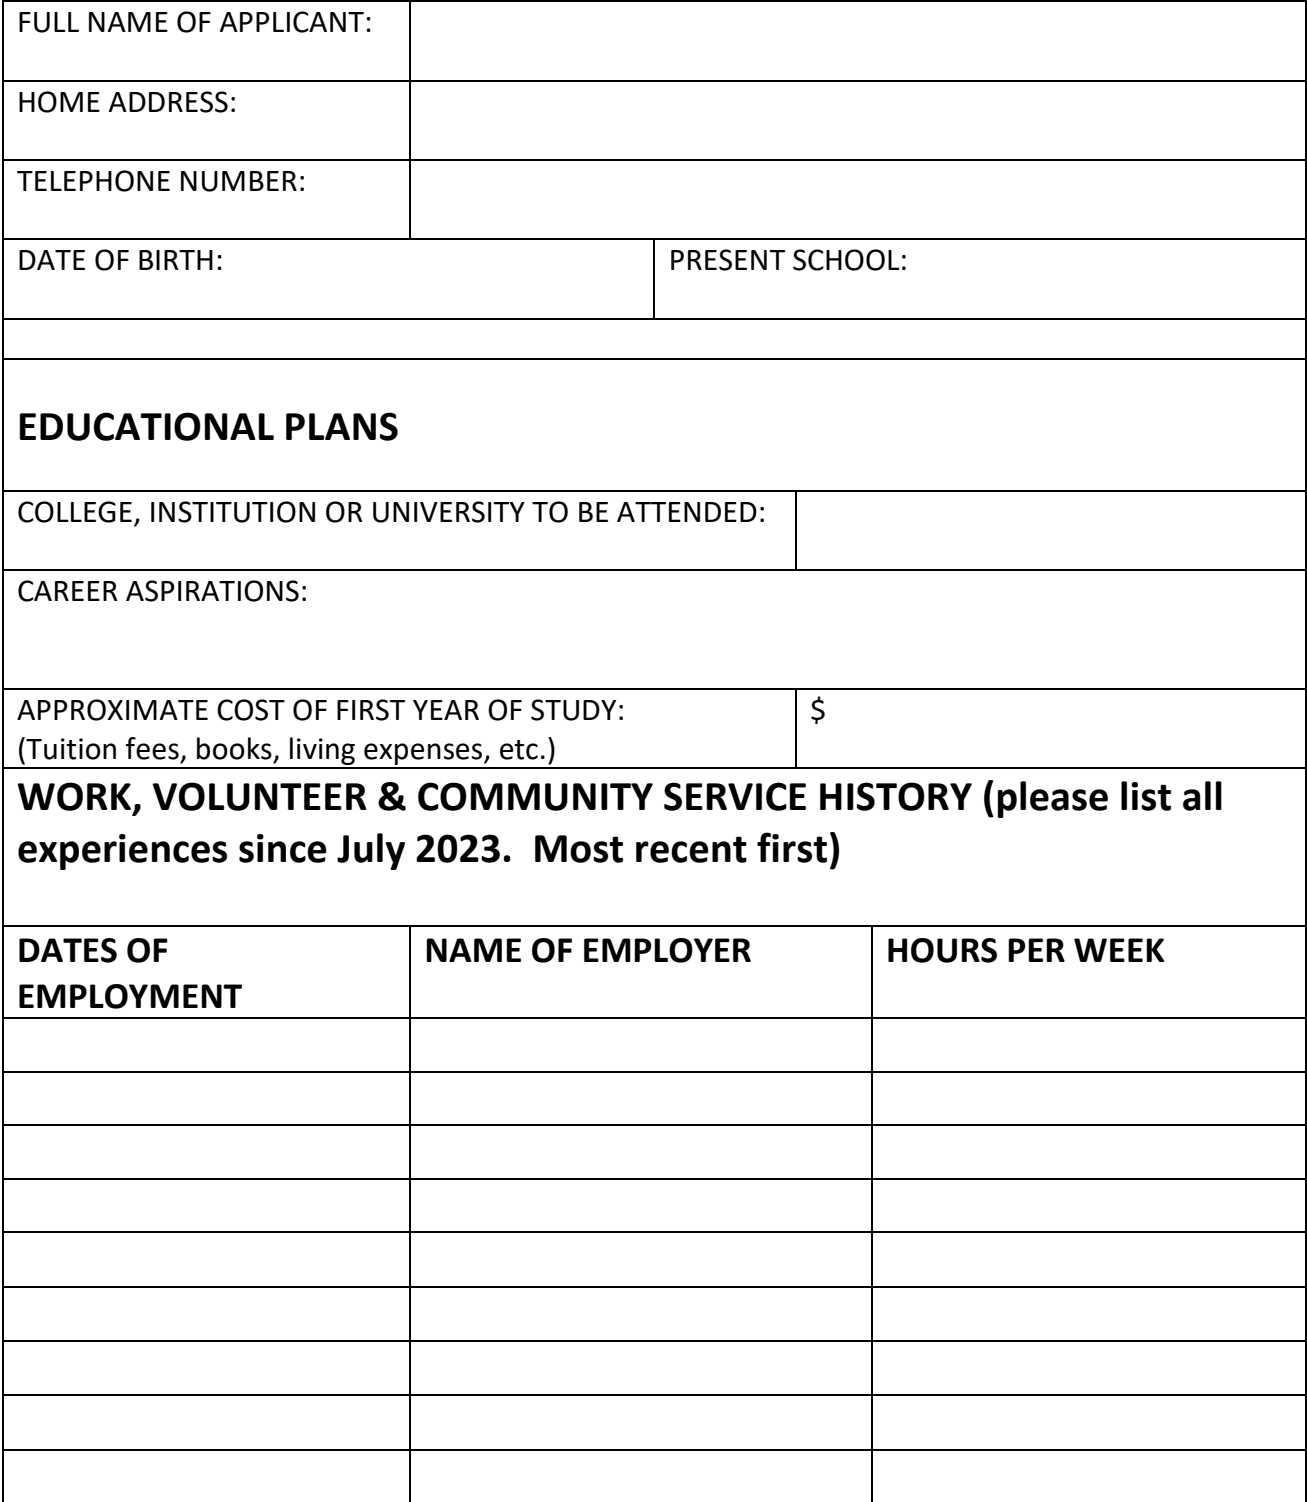 FULL NAME OF APPLICANT:
HOME ADDRESS:
TELEPHONE NUMBER:
DATE OF BIRTH: PRESENT SCHOOL:
EDUCATIONAL PLANS
COLLEGE, INSTITUTION OR UNIVERSITY TO BE ATTENDED:
CAREER ASPIRATIONS:
APPROXIMATE COST OF FIRST YEAR OF STUDY: $
(Tuition fees, books, living expenses, etc.)
WORK, VOLUNTEER & COMMUNITY SERVICE HISTORY (please list all
experiences since July 2023.  Most recent first)
DATES OF NAME OF EMPLOYER HOURS PER WEEK
EMPLOYMENT